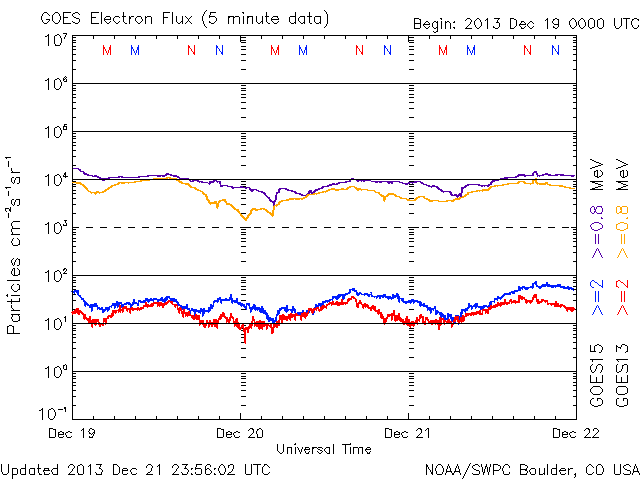 GOES Electron Flux (5 minute data)
Begin: 2013 Dec 19 0000 UTC
M M N N M M N N M M N N
10⁷
10⁶
10⁵
10⁴
10³
10²
10¹
10⁰
10⁻¹
Particles cm⁻²s⁻¹sr⁻¹
Dec 19 Dec 20 Dec 21 Dec 22
Universal Time
GOES15 >=2 >=0.8 MeV
GOES13 >=2 >=0.8 MeV
Updated 2013 Dec 21 23:56:02 UTC
NOAA/SWPC Boulder, CO USA